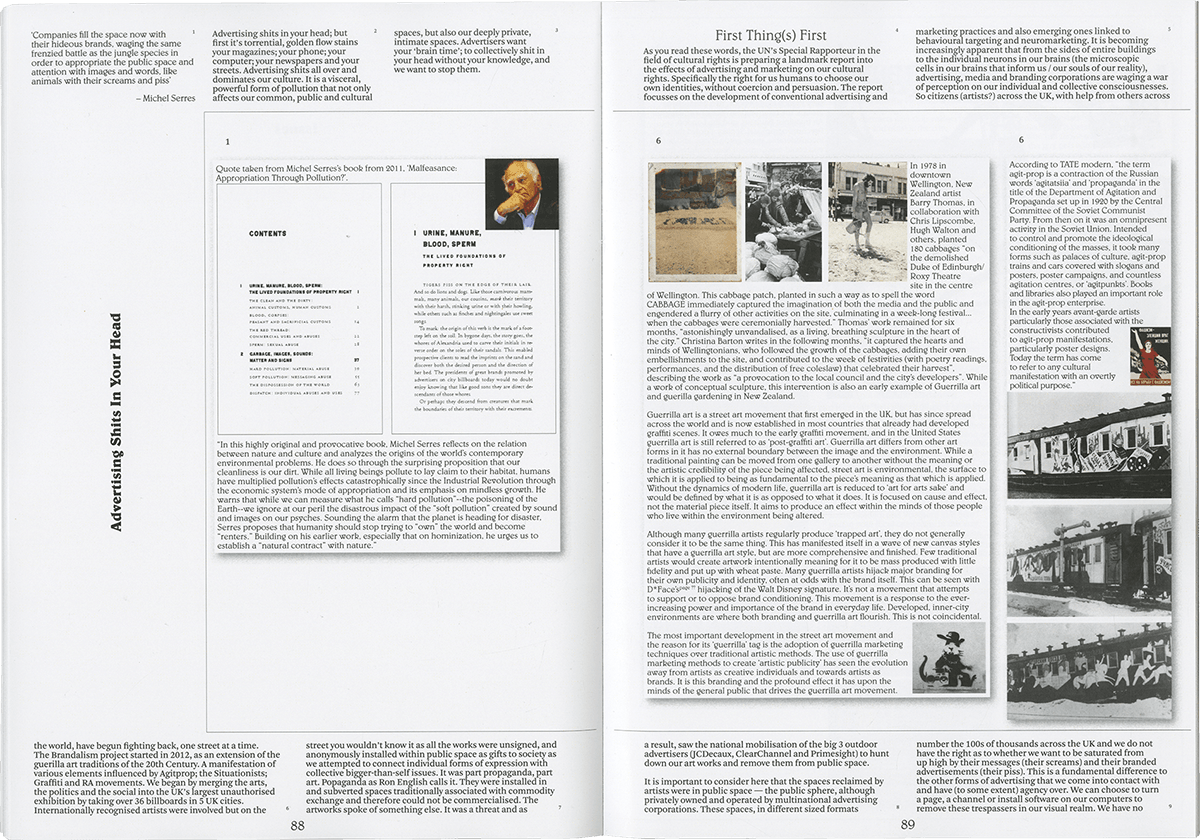 'Companies fill the space now with
their hideous brands, waging the same
frenzied battle as the jungle species in
order to appropriate the public space and
attention with images and words, like
animals with their screams and piss'
– Michel Serres
1
Advertising shits in your head; but
first it's torrential, golden flow stains
your magazines; your phone; your
computer; your newspapers and your
streets. Advertising shits all over and
dominates our culture. It is a visceral,
powerful form of pollution that not only
affects our common, public and cultural
2
spaces, but also our deeply private,
intimate spaces. Advertisers want
your 'brain time'; to collectively shit in
your head without your knowledge, and
we want to stop them.
3
Advertising Shits In Your Head
1
Quote taken from Michel Serres's book from 2011, 'Malfeasance:
Appropriation Through Pollution?'.
CONTENTS
1 URINE, MANURE, BLOOD, SPERM:
THE LIVED FOUNDATIONS OF PROPERTY RIGHT 1
THE CLEAN AND THE DIRTY:
ANIMAL CUSTOMS, HUMAN CUSTOMS 2
BLOOD, CORPSES:
PEASANT AND SACRIFICIAL CUSTOMS 14
THE RED THREAD:
COMMERCIAL USES AND ABUSES 12
SPERM: SEXUAL ABUSE 18
2 GARBAGE, IMAGES, SOUNDS:
MATTER AND SIGNS 27
HARD POLLUTION: MATERIAL ABUSE
SOFT POLLUTION: MESSAGING ABUSE
THE DISPOSSESSION OF THE WORLD
DISPATCH: INDIVIDUAL ABUSES AND USES 77
1 URINE, MANURE,
BLOOD, SPERM
THE LIVED FOUNDATIONS OF
PROPERTY RIGHT
TIGERS PISS ON THE EDGE OF THEIR LAIR.
And so do lions and dogs. Like those carnivorous mam-
mals, many animals, our cousins, mark their territory
with their harsh, stinking urine or with their howling,
while others such as finches and nightingales use sweet
songs.
To mark: the origin of this verb is the mark of a foot-
step left on the soil. In bygone days, the story goes, the
whores of Alexandria used to carve their initials in re-
verse order on the soles of their sandals. This enabled
prospective clients to read the imprints on the sand and
discover both the desired person and the direction of
her bed. The presidents of great brands promoted by
advertisers on city billboards today would no doubt
enjoy knowing that like good sons they are direct de-
scendants of those whores.
Or perhaps they descend from creatures that mark
the boundaries of their territory with their excrements
"In this highly original and provocative book, Michel Serres reflects on the relation
between nature and culture and analyzes the origins of the world's contemporary
environmental problems. He does so through the surprising proposition that our
cleanliness is our dirt. While all living beings pollute to lay claim to their habitat, humans
have multiplied pollution's effects catastrophically since the Industrial Revolution through
the economic system's mode of appropriation and its emphasis on mindless growth. He
warns that while we can measure what he calls "hard pollution"--the poisoning of the
Earth--we ignore at our peril the disastrous impact of the "soft pollution" created by sound
and images on our psyches. Sounding the alarm that the planet is heading for disaster,
Serres proposes that humanity should stop trying to "own" the world and become
"renters." Building on his earlier work, especially that on hominization, he urges us to
establish a "natural contract" with nature."
the world, have begun fighting back, one street at a time.
The Brandalism project started in 2012, as an extension of the
guerilla art traditions of the 20th Century. A manifestation of
various elements influenced by Agitprop; the Situationists;
Graffiti and RA movements. We began by merging the arts,
the politics and the social into the UK's largest unauthorised
exhibition by taking over 36 billboards in 5 UK cities.
Internationally recognised artists were involved but on the
6
street you wouldn't know it as all the works were unsigned, and
anonymously installed within public space as gifts to society as
we attempted to connect individual forms of expression with
collective bigger-than-self issues. It was part propaganda, part
art. Popaganda as Ron English calls it. They were installed in
and subverted spaces traditionally associated with commodity
exchange and therefore could not be commercialised. The
artworks spoke of something else. It was a threat and as
7
88
First Thing(s) First
As you read these words, the UN's Special Rapporteur in the
field of cultural rights is preparing a landmark report into
the effects of advertising and marketing on our cultural
rights. Specifically the right for us humans to choose our
own identities, without coercion and persuasion. The report
focusses on the development of conventional advertising and
4
marketing practices and also emerging ones linked to
behavioural targeting and neuromarketing. It is becoming
increasingly apparent that from the sides of entire buildings
to the individual neurons in our brains (the microscopic
cells in our brains that inform us / our souls of our reality),
advertising, media and branding corporations are waging a war
of perception on our individual and collective consciousnesses.
So citizens (artists?) across the UK, with help from others across
5
6
In 1978 in
downtown
Wellington, New
Zealand artist
Barry Thomas, in
collaboration with
Chris Lipscombe,
Hugh Walton and
others, planted
180 cabbages "on
the demolished
Duke of Edinburgh/
Roxy Theatre
site in the centre
of Wellington. This cabbage patch, planted in such a way as to spell the word
CABBAGE immediately captured the imagination of both the media and the public and
engendered a flurry of other activities on the site, culminating in a week-long festival...
when the cabbages were ceremonially harvested." Thomas' work remained for six
months, "astonishingly unvandalised, as a living, breathing sculpture in the heart of
the city." Christina Barton writes in the following months, "it captured the hearts and
minds of Wellingtonians, who followed the growth of the cabbages, adding their own
embellishments to the site, and contributed to the week of festivities (with poetry readings,
performances, and the distribution of free coleslaw) that celebrated their harvest",
describing the work as "a provocation to the local council and the city's developers". While
a work of conceptual sculpture, this intervention is also an early example of Guerrilla art
and guerilla gardening in New Zealand.
Guerrilla art is a street art movement that first emerged in the UK, but has since spread
across the world and is now established in most countries that already had developed
graffiti scenes. It owes much to the early graffiti movement, and in the United States
guerrilla art is still referred to as 'post-graffiti art'. Guerrilla art differs from other art
forms in it has no external boundary between the image and the environment. While a
traditional painting can be moved from one gallery to another without the meaning or
the artistic credibility of the piece being affected, street art is environmental, the surface to
which it is applied to being as fundamental to the piece's meaning as that which is applied.
Without the dynamics of modern life, guerrilla art is reduced to 'art for arts sake' and
would be defined by what it is as opposed to what it does. It is focused on cause and effect,
not the material piece itself. It aims to produce an effect within the minds of those people
who live within the environment being altered.
Although many guerrilla artists regularly produce 'trapped art', they do not generally
consider it to be the same thing. This has manifested itself in a wave of new canvas styles
that have a guerrilla art style, but are more comprehensive and finished. Few traditional
artists would create artwork intentionally meaning for it to be mass produced with little
fidelity and put up with wheat paste. Many guerilla artists hijack major branding for
their own publicity and identity, often at odds with the brand itself. This can be seen with
D*Face's hijacking of the Walt Disney signature. It's not a movement that attempts
to support or to oppose brand conditioning. This movement is a response to the ever-
increasing power and importance of the brand in everyday life. Developed, inner-city
environments are where both branding and guerrilla art flourish. This is not coincidental.
The most important development in the street art movement and
the reason for its 'guerrilla' tag is the adoption of guerrilla marketing
techniques over traditional artistic methods. The use of guerrilla
marketing methods to create 'artistic publicity' has seen the evolution
away from artists as creative individuals and towards artists as
brands. It is this branding and the profound effect it has upon the
minds of the general public that drives the guerrilla art movement.
6
According to TATE modern, "the term
agit-prop is a contraction of the Russian
words 'agitatsiia' and 'propaganda' in the
title of the Department of Agitation and
Propaganda set up in 1920 by the Central
Committee of the Soviet Communist
Party. From then on it was an omnipresent
activity in the Soviet Union. Intended
to control and promote the ideological
conditioning of the masses, it took many
forms such as palaces of culture, agit-prop
trains and cars covered with slogans and
posters, poster campaigns, and countless
agitation centres, or 'agitpunkts'. Books
and libraries also played an important role
in the agit-prop enterprise.
In the early years avant-garde artists
particularly those associated with the
constructivists contributed
to agit-prop manifestations,
particularly poster designs.
Today the term has come
to refer to any cultural
manifestation with an overtly
political purpose."
a result, saw the national mobilisation of the big 3 outdoor
advertisers (JCDecaux, ClearChannel and Primesight) to hunt
down our art works and remove them from public space.
It is important to consider here that the spaces reclaimed by
artists were in public space — the public sphere, although
privately owned and operated by multinational advertising
corporations. These spaces, in different sized formats
8
number the 100s of thousands across the UK and we do not
have the right as to whether we want to be saturated from
up high by their messages (their screams) and their branded
advertisements (their piss). This is a fundamental difference to
the other forms of advertising that we come into contact with
and have (to some extent) agency over. We can choose to turn
a page, a channel or install software on our computers to
remove these trespassers in our visual realm. We have no
9
89